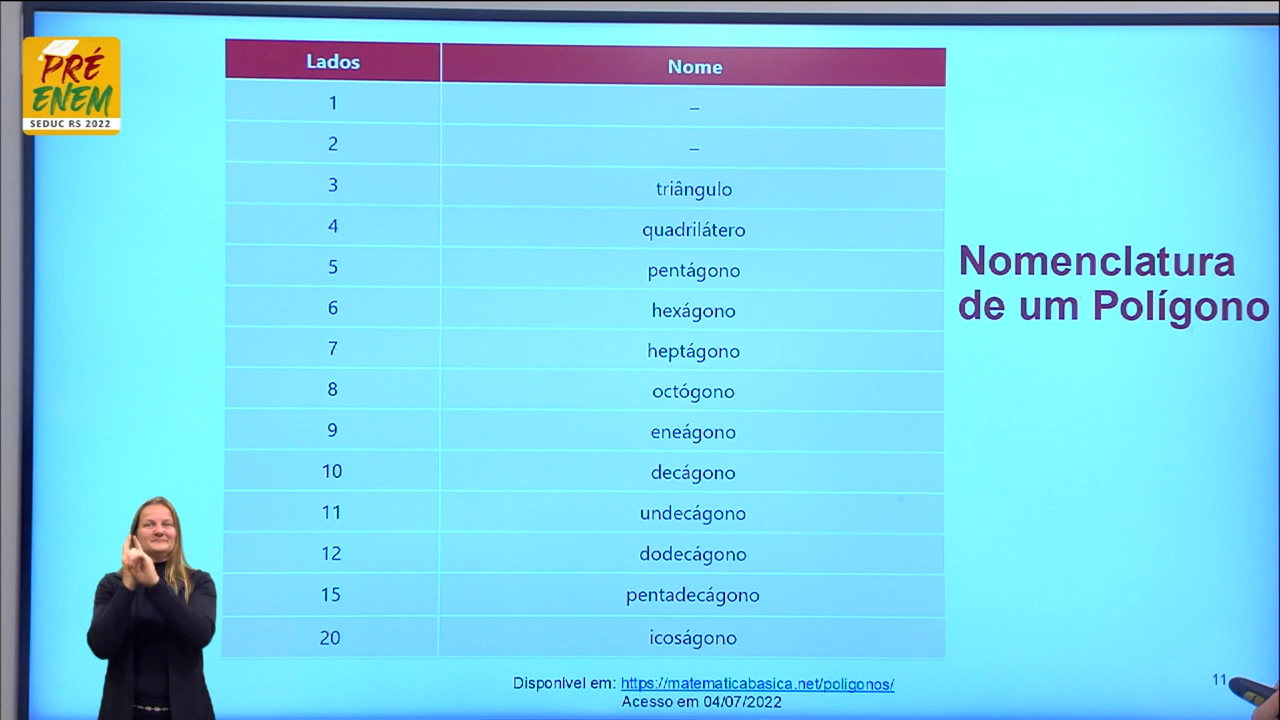 PRÉ
ENEM
SEDUC RS 2022
Lados Nome
1 –
2 –
3 triângulo
4 quadrilátero
5 pentágono
6 hexágono
7 heptágono
8 octógono
9 eneágono
10 decágono
11 undecágono
12 dodecágono
15 pentadecágono
20 icoságono
Nomenclatura
de um Polígono
Disponível em: https://matematicabasica.net/poligonos/
Acesso em 04/07/2022
11